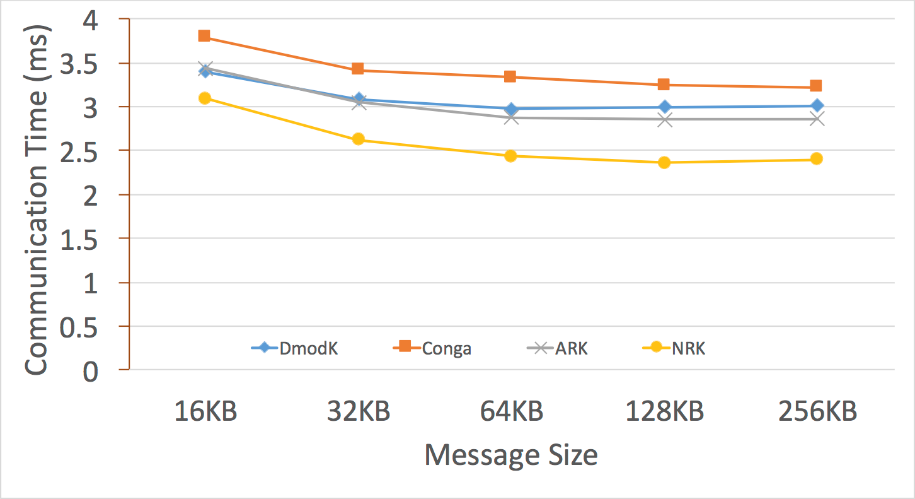 Communication Time (ms)
4
3.5
3
2.5
2
1.5
1
0.5
0
DmodK Conga ARK NRK
16KB 32KB 64KB 128KB 256KB
Message Size